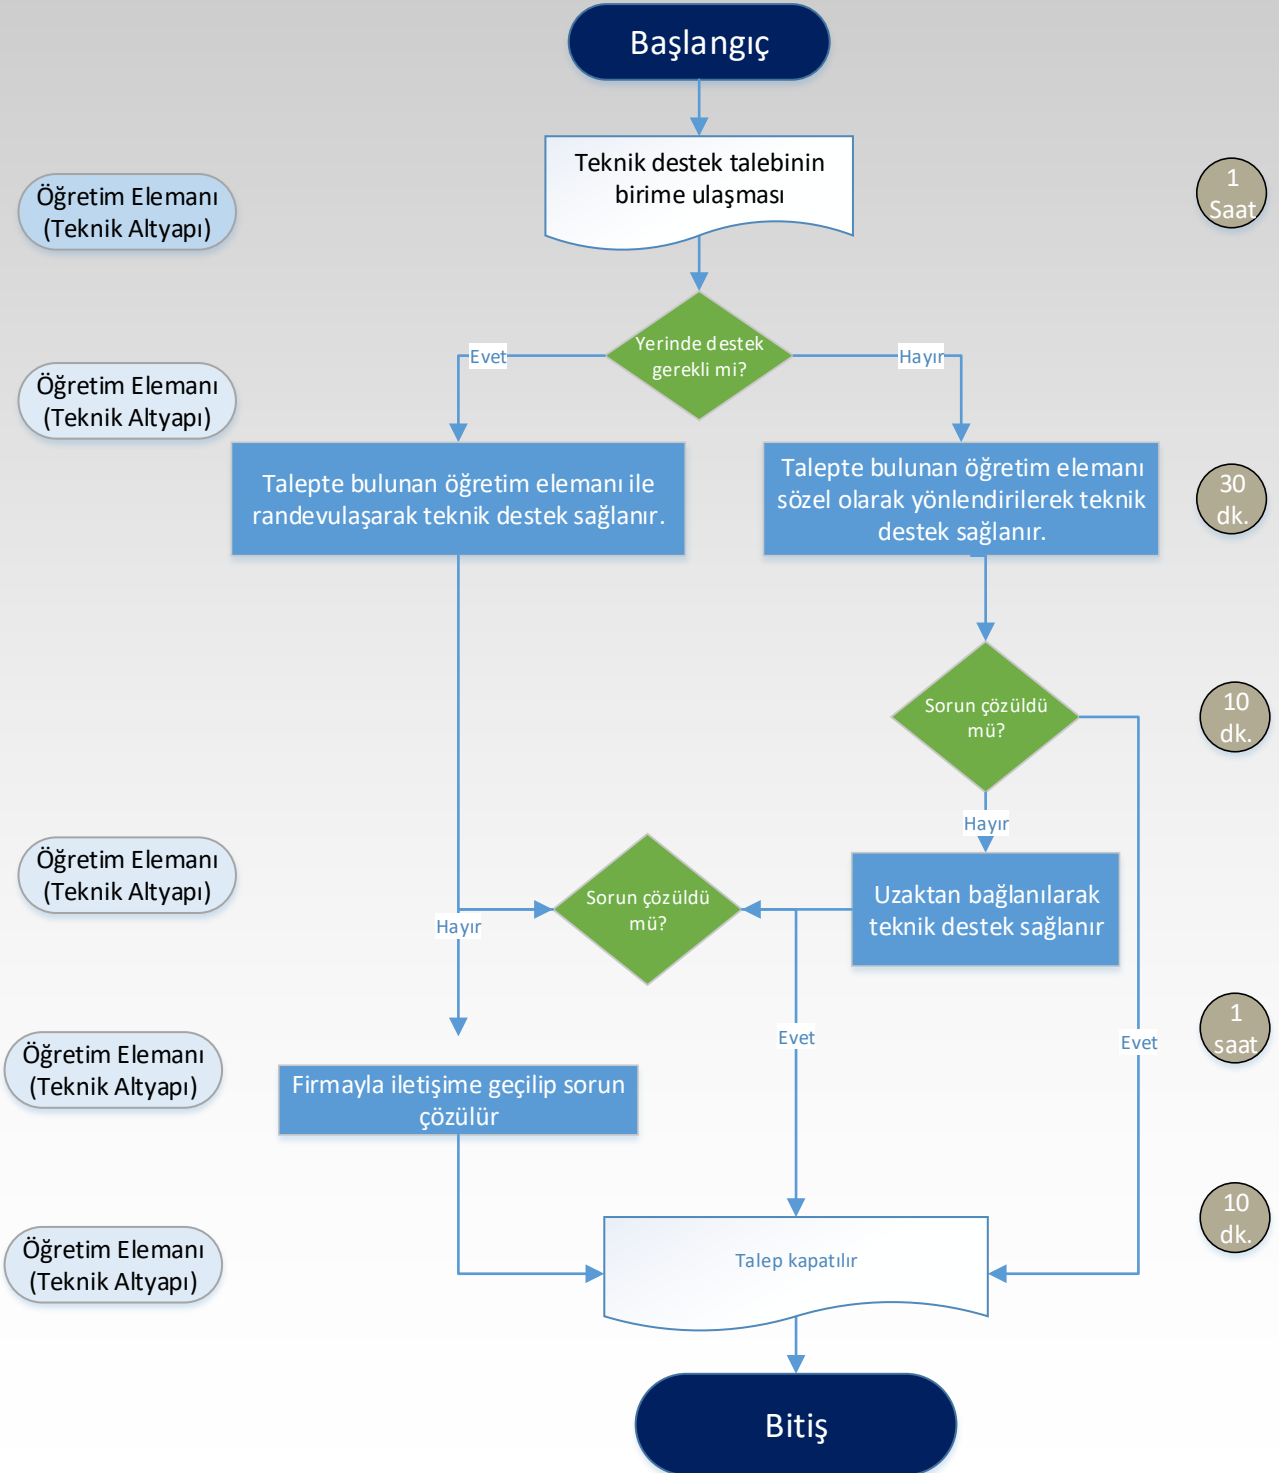 Başlangıç
Teknik destek talebinin
birime ulaşması
Öğretim Elemanı
(Teknik Altyapı)
1
Saat
Yerinde destek
gerekli mi?
Evet
Hayır
Öğretim Elemanı
(Teknik Altyapı)
Talepte bulunan öğretim elemanı ile
randevulaşarak teknik destek sağlanır.
Talepte bulunan öğretim elemanı
sözel olarak yönlendirilerek teknik
destek sağlanır.
30
dk.
Sorun çözüldü
mü?
10
dk.
Hayır
Öğretim Elemanı
(Teknik Altyapı)
Sorun çözüldü
mü?
Uzaktan bağlanılarak
teknik destek sağlanır
Hayır
Evet
Evet
1
saat
Öğretim Elemanı
(Teknik Altyapı)
Firmayla iletişime geçilip sorun
çözülür
10
dk.
Öğretim Elemanı
(Teknik Altyapı)
Talep kapatılır
Bitiş